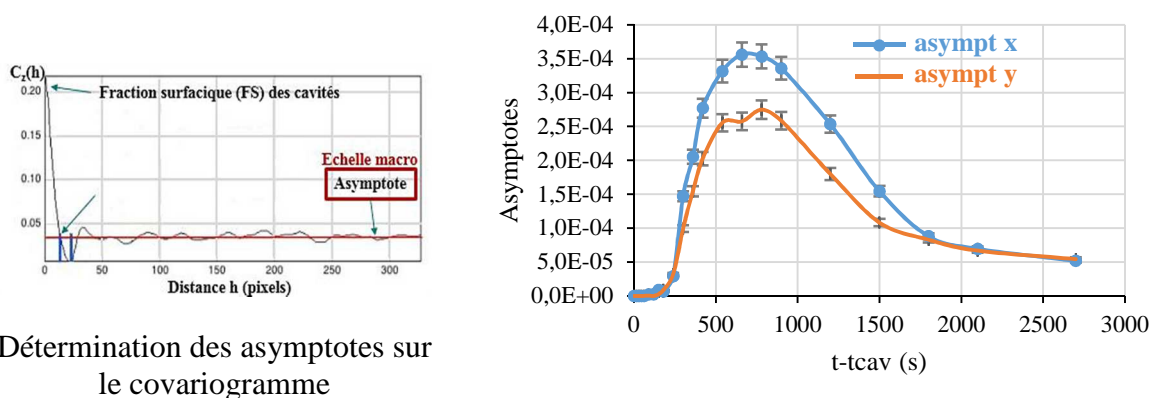 C_z(h)
0.20
0.15
0.10
0.05
0
0
50
100
150
200
250
300
Fraction surfacique (FS) des cavités
Echelle macro
Asymptote
Distance h (pixels)
Détermination des asymptotes sur
le covariogramme
4,0E-04
3,5E-04
3,0E-04
2,5E-04
2,0E-04
1,5E-04
1,0E-04
5,0E-05
0,0E+00
Asymptotes
asympt x
asympt y
0
500
1000
1500
2000
2500
3000
t-tcav (s)